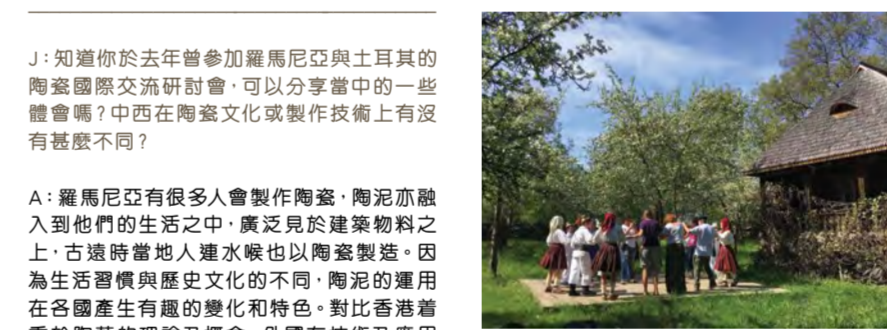 J：知道你於去年曾參加羅馬尼亞與土耳其的
陶瓷國際交流研討會，可以分享當中的一些
體會嗎？中西在陶瓷文化或製作技術上有沒
有甚麼不同？
A：羅馬尼亞有很多人會製作陶瓷，陶泥亦融
入到他們的生活之中，廣泛見於建築物料之
上，古遠時當地人連水喉也以陶瓷製造。因
為生活習慣與歷史文化的不同，陶泥的運用
在各國產生有趣的變化和特色。對比香港着